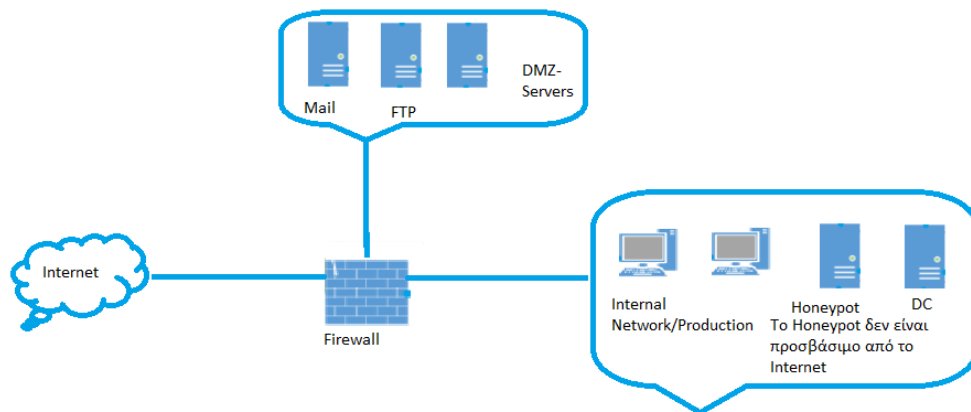 DMZ-
Servers
Mail
FTP
Internet
Firewall
Internal
Network/Production
Honeypot
DC
Το Honeypot δεν είναι
προσβάσιμο από το
Internet